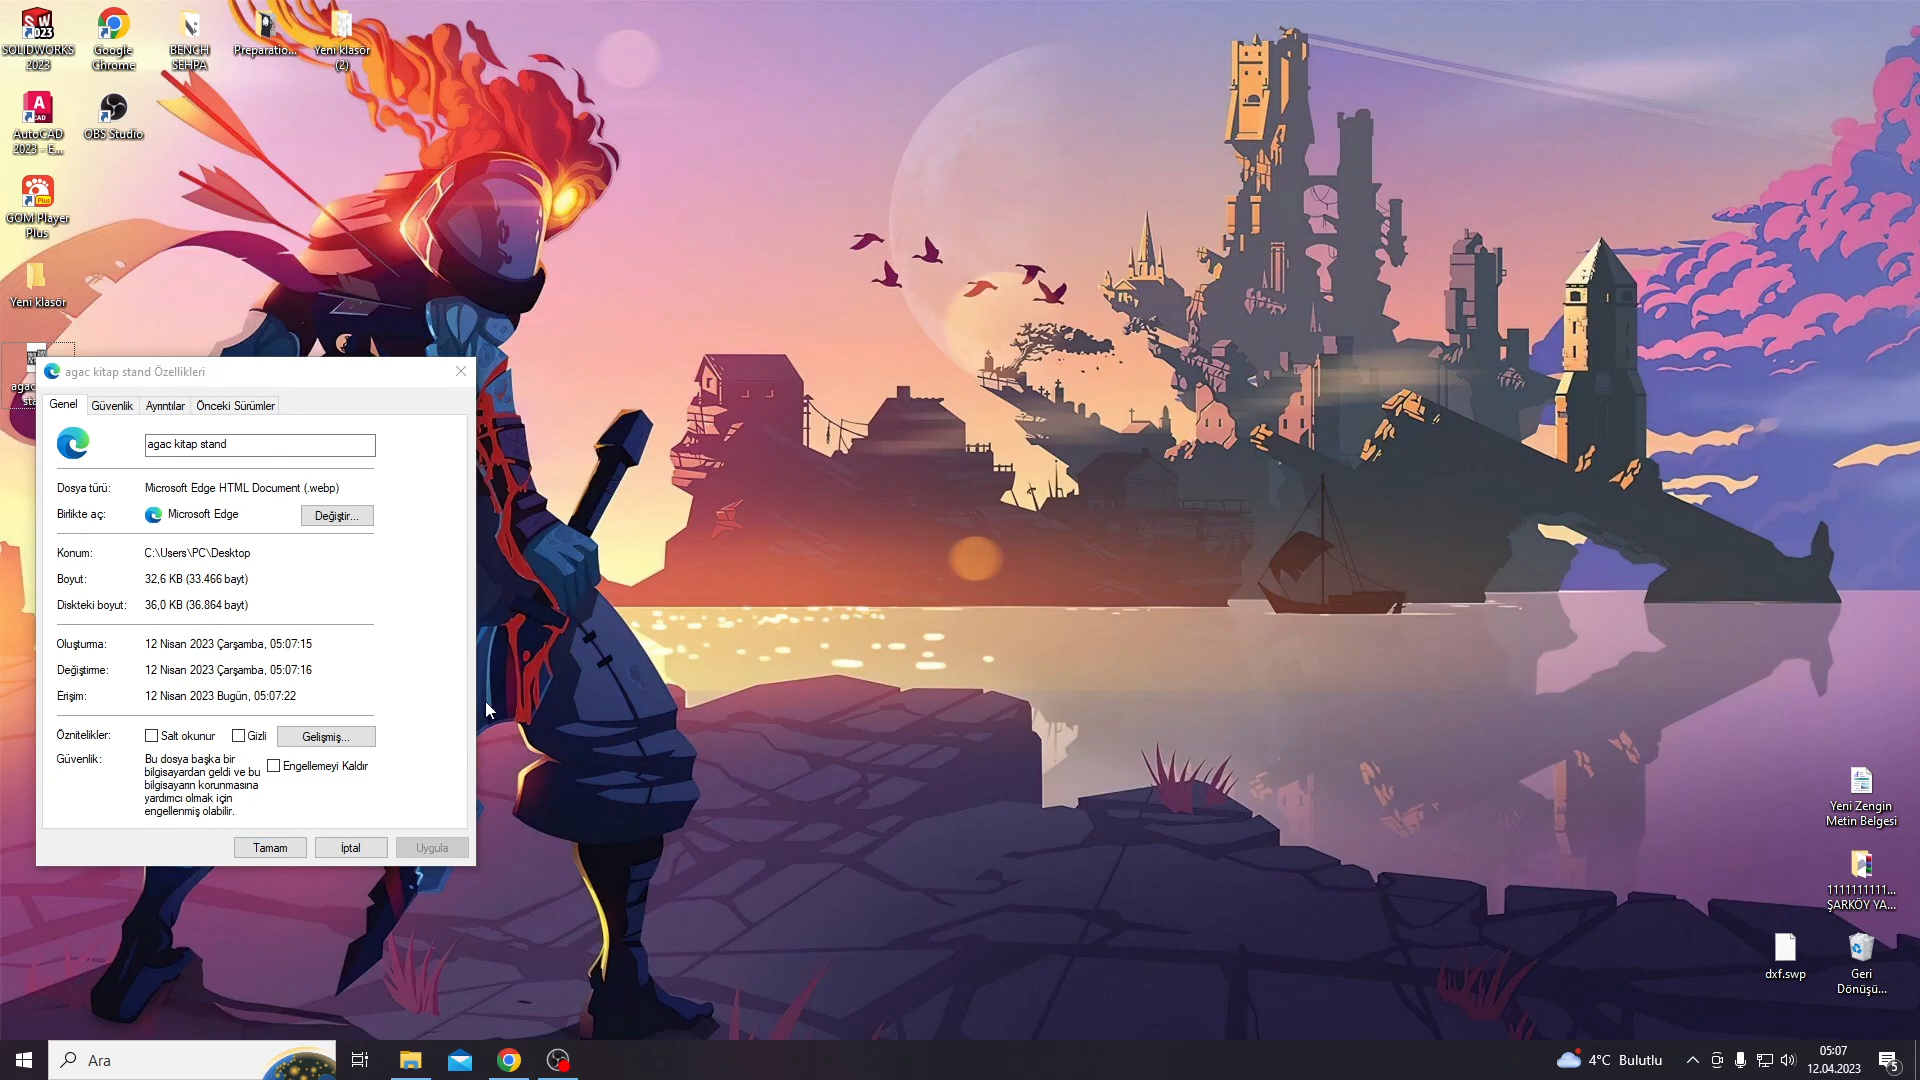 SOLIDWORKS
2023
Google
Chrome
BENCH
SEHPA
Preparatio...
Yeni klasör
(2)
AutoCAD
2023 - E...
OBS Studio
GOM Player
Plus
Yeni klasör
agac kitap stand Özellikleri
Genel
Güvenlik
Ayrıntılar
Önceki Sürümler
agac kitap stand
Dosya türü:
Microsoft Edge HTML Document (.webp)
Birlikte aç:
Microsoft Edge
Değiştir...
Konum:
C:\Users\PC\Desktop
Boyut:
32,6 KB (33.466 bayt)
Diskteki boyut:
36,0 KB (36.864 bayt)
Oluşturma:
12 Nisan 2023 Çarşamba, 05:07:15
Değiştirme:
12 Nisan 2023 Çarşamba, 05:07:16
Erişim:
12 Nisan 2023 Bugün, 05:07:22
Öznitelikler:
Salt okunur
Gizli
Gelişmiş...
Güvenlik:
Bu dosya başka bir
bilgisayardan geldi ve bu
bilgisayarın korunmasına
yardımcı olmak için
engellenmiş olabilir.
Engellemeyi Kaldır
Tamam
İptal
Uygula
Yeni Zengin
Metin Belgesi
1111111111...
ŞARKÖY YA...
dxf.swp
Geri
Dönüşü...
Ara
4°C Bulutlu
05:07
12.04.2023
5